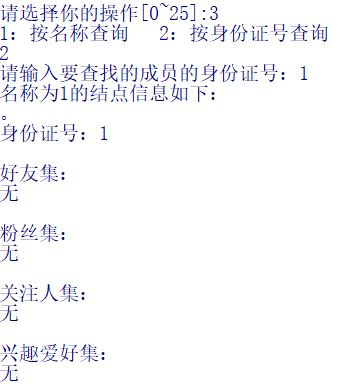 请选择你的操作[0~25]:3
1: 按名称查询   2: 按身份证号查询
2
请输入要查找的成员的身份证号: 1
名称为1的结点信息如下:
。
身份证号: 1
好友集:
无
粉丝集:
无
关注人集:
无
兴趣爱好集:
无